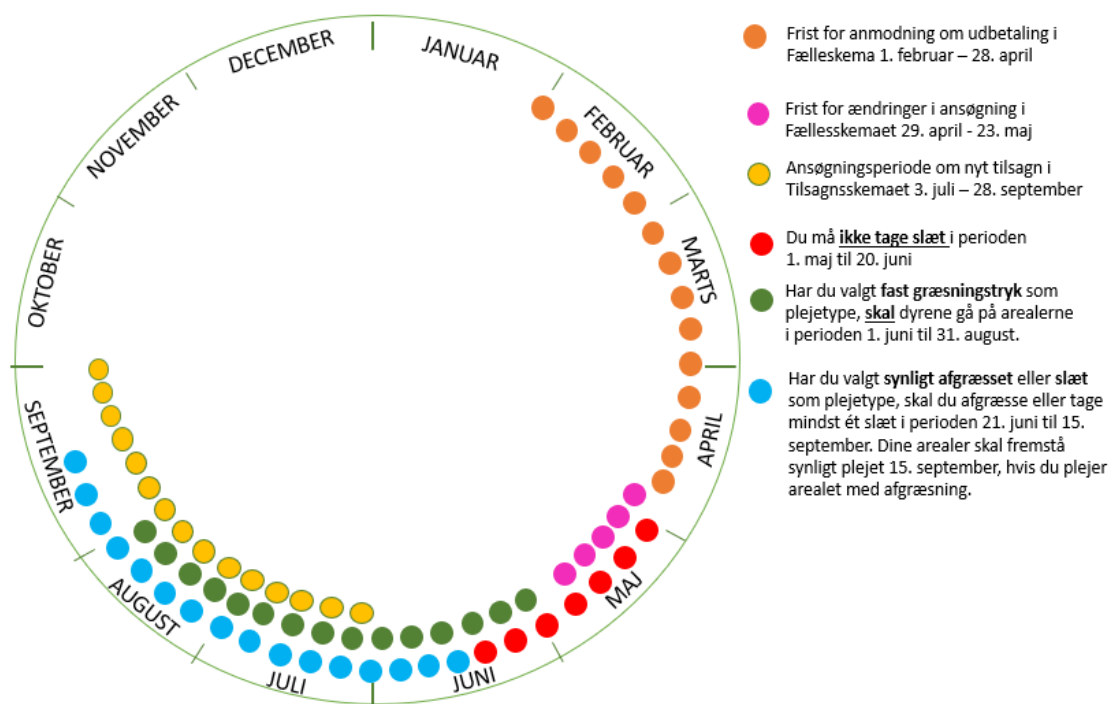 JANUAR
FEBRUAR
MARTS
APRIL
MAJ
JUNI
JULI
AUGUST
SEPTEMBER
OKTOBER
NOVEMBER
DECEMBER
Frist for anmodning om udbetaling i
Fælleskema 1. februar – 28. april
Frist for ændringer i ansøgning i
Fællesskemaet 29. april - 23. maj
Ansøgningsperiode om nyt tilsagn i
Tilsagnsskemaet 3. juli – 28. september
Du må ikke tage slæt i perioden
1. maj til 20. juni
Har du valgt fast græsningstryk som
plejetype, skal dyrene gå på arealerne
i perioden 1. juni til 31. august.
Har du valgt synligt afgræsset eller slæt
som plejetype, skal du afgræsse eller tage
mindst ét slæt i perioden 21. juni til 15.
september. Dine arealer skal fremstå
synligt plejet 15. september, hvis du plejer
arealet med afgræsning.